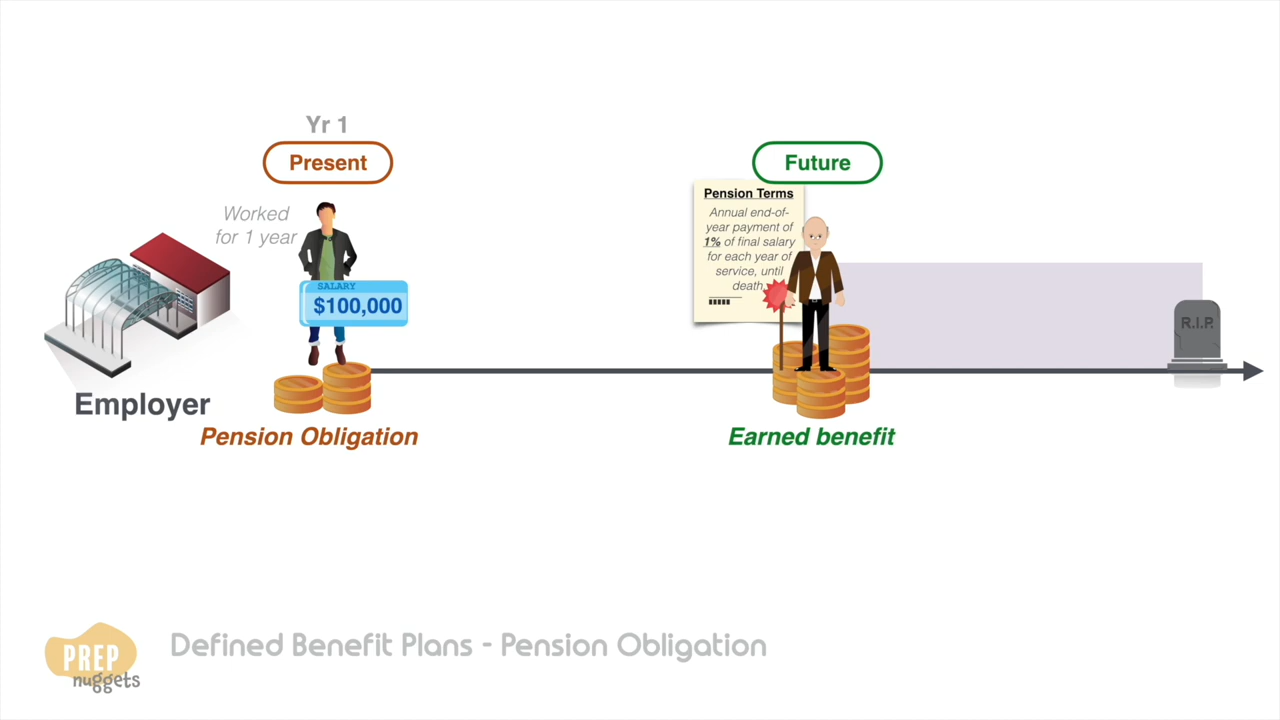 Yr 1
Present
Worked
for 1 year
SALARY
$100,000
Employer
Pension Obligation
Future
Pension Terms
Annual end-of-
year payment of
1% of final salary
for each year of
service, until
death.
R.I.P.
Earned benefit
PREP
nuggets
Defined Benefit Plans - Pension Obligation